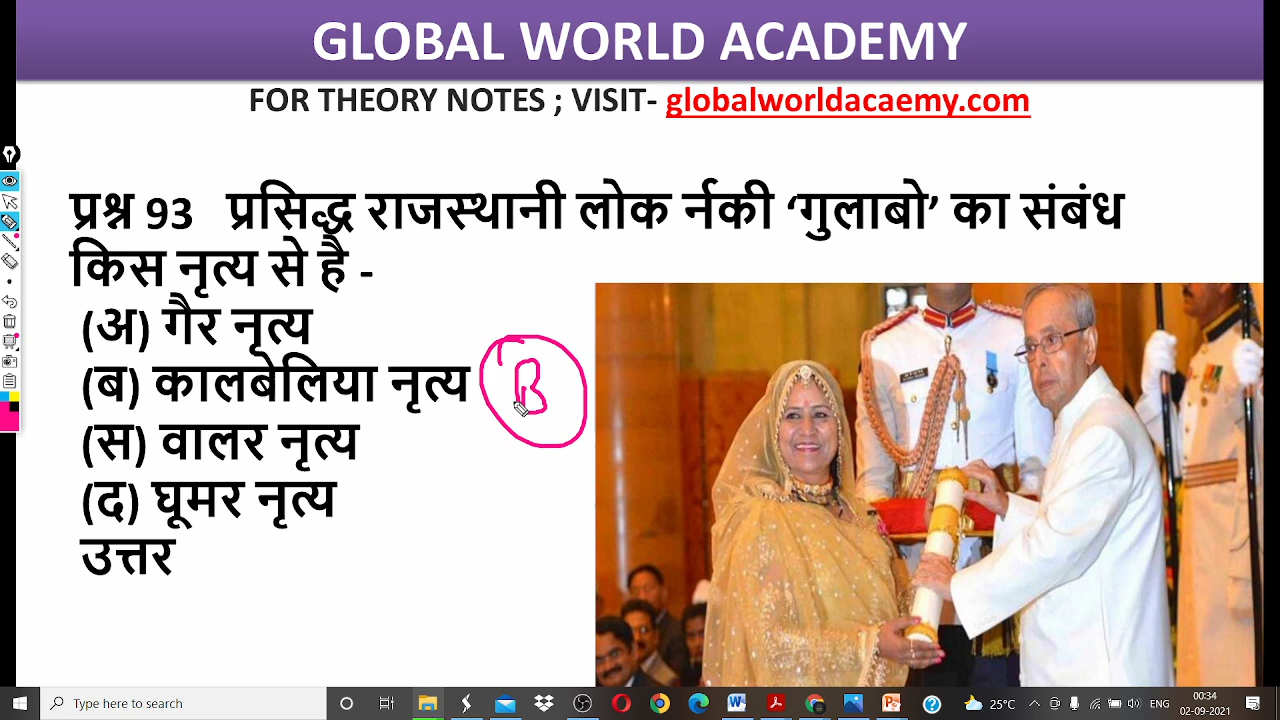 GLOBAL WORLD ACADEMY
FOR THEORY NOTES ; VISIT- globalworldacaemy.com
प्रश्न 93 प्रसिद्ध राजस्थानी लोक र्नकी ‘गुलाबो’ का संबंध
किस नृत्य से है -
(अ) गैर नृत्य
(ब) कालबेलिया नृत्य
B
(स) वालर नृत्य
(द) घूमर नृत्य
उत्तर
Type here to search
25°C
ENG
00:34
02-09-2021